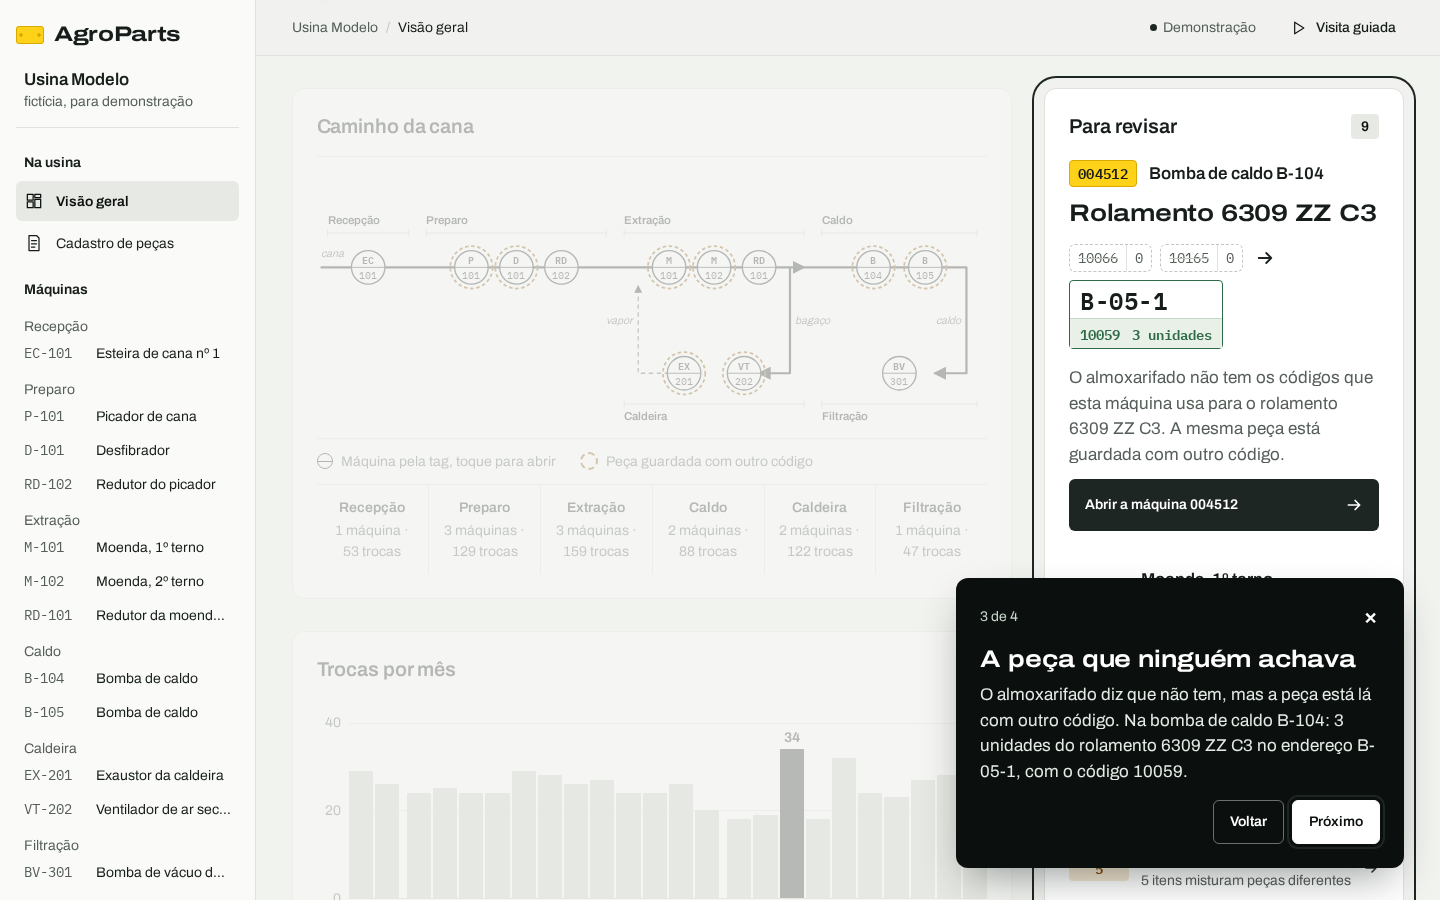 AgroParts
Usina Modelo
fictícia, para demonstração
Na usina
Visão geral
Cadastro de peças
Máquinas
Recepção
EC-101 Esteira de cana nº 1
Preparo
P-101 Picador de cana
D-101 Desfibrador
RD-102 Redutor do picador
Extração
M-101 Moenda, 1º terno
M-102 Moenda, 2º terno
RD-101 Redutor da moend...
Caldo
B-104 Bomba de caldo
B-105 Bomba de caldo
Caldeira
EX-201 Exaustor da caldeira
VT-202 Ventilador de ar sec...
Filtração
BV-301 Bomba de vácuo d...
Usina Modelo / Visão geral
Demonstração
Visita guiada
Caminho da cana
Recepção Preparo Extração Caldo
cana
EC 101
P 101
D 101
RD 102
M 101
M 102
RD 101
B 104
B 105
vapor bagaço caldo
EX 201
VT 202
BV 301
Caldeira Filtração
Máquina pela tag, toque para abrir
Peça guardada com outro código
Recepção Preparo Extração Caldo Caldeira Filtração
1 máquina · 3 máquinas · 3 máquinas · 2 máquinas · 2 máquinas · 1 máquina ·
53 trocas 129 trocas 159 trocas 88 trocas 122 trocas 47 trocas
Trocas por mês
40
34
20
0
Para revisar 9
004512 Bomba de caldo B-104
Rolamento 6309 ZZ C3
10066 0 10165 0 →
B-05-1
10059 3 unidades
O almoxarifado não tem os códigos que
esta máquina usa para o rolamento
6309 ZZ C3. A mesma peça está
guardada com outro código.
Abrir a máquina 004512 →
Moenda, 1º terno
3 de 4 ×
A peça que ninguém achava
O almoxarifado diz que não tem, mas a peça está lá
com outro código. Na bomba de caldo B-104: 3
unidades do rolamento 6309 ZZ C3 no endereço B-
05-1, com o código 10059.
Voltar Próximo
5
5 itens misturam peças diferentes